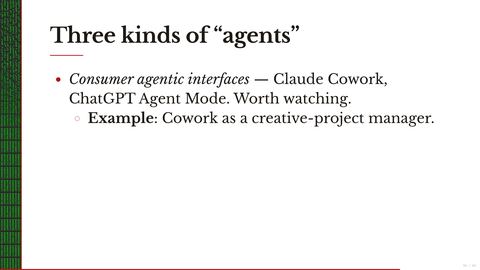 Three kinds of “agents”
• Consumer agentic interfaces — Claude Cowork,
ChatGPT Agent Mode. Worth watching.
○ Example: Cowork as a creative-project manager.